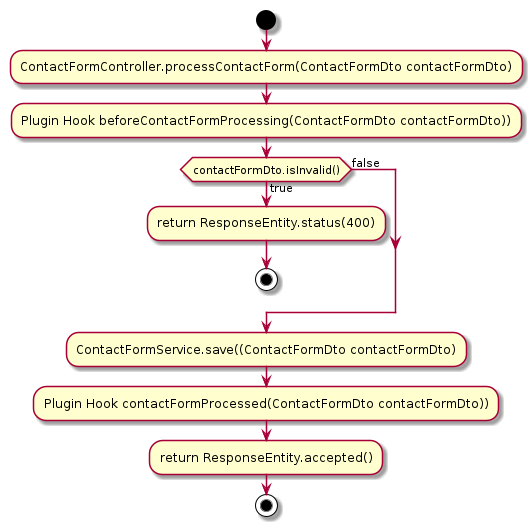 ContactFormController.processContactForm(ContactFormDto contactFormDto)
Plugin Hook beforeContactFormProcessing(ContactFormDto contactFormDto))
contactFormDto.isInvalid()
false
true
return ResponseEntity.status(400)
ContactFormService.save((ContactFormDto contactFormDto)
Plugin Hook contactFormProcessed(ContactFormDto contactFormDto))
return ResponseEntity.accepted()